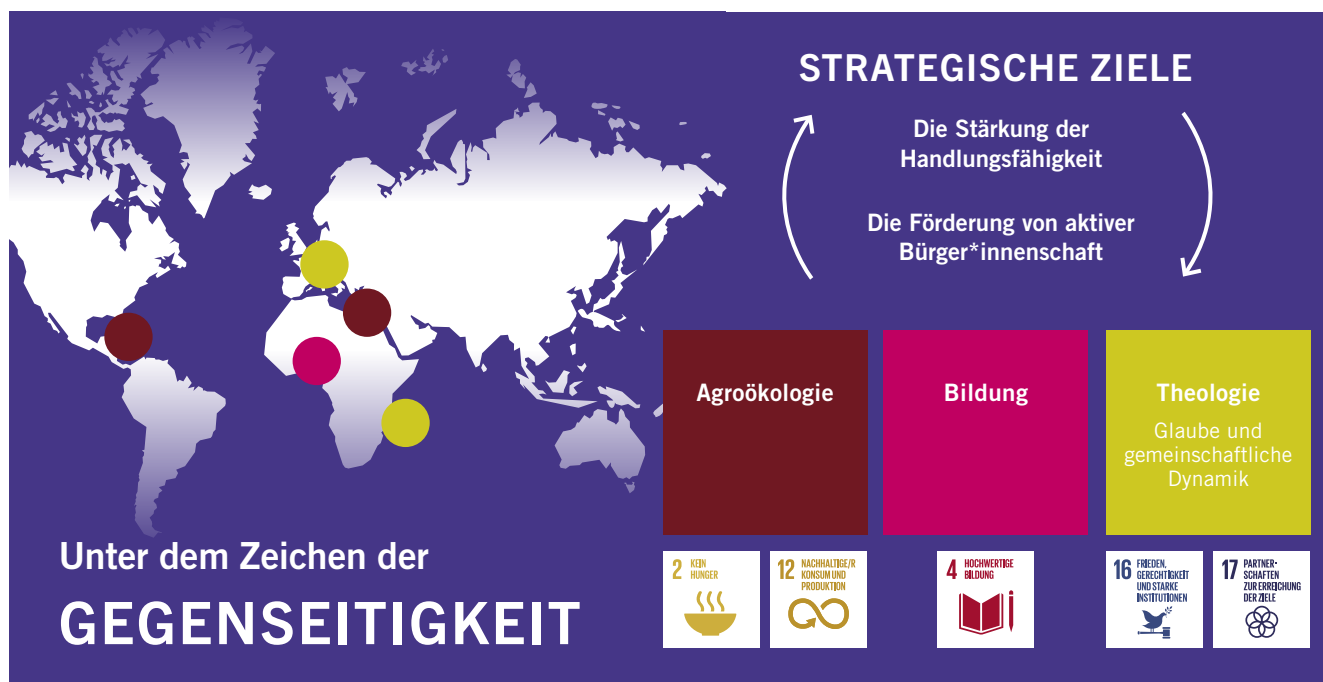 STRATEGISCHE ZIELE
Die Stärkung der
Handlungsfähigkeit
Die Förderung von aktiver
Bürger*innenschaft
Agroökologie
Bildung
Theologie
Glaube und
gemeinschaftliche
Dynamik
Unter dem Zeichen der
GEGENSEITIGKEIT
2 KEIN
HUNGER
12 NACHHALTIGE/R
KONSUM UND
PRODUKTION
4 HOCHWERTIGE
BILDUNG
16 FRIEDEN,
GERECHTIGKEIT
UND STARKE
INSTITUTIONEN
17 PARTNER-
SCHAFTEN
ZUR ERREICHUNG
DER ZIELE